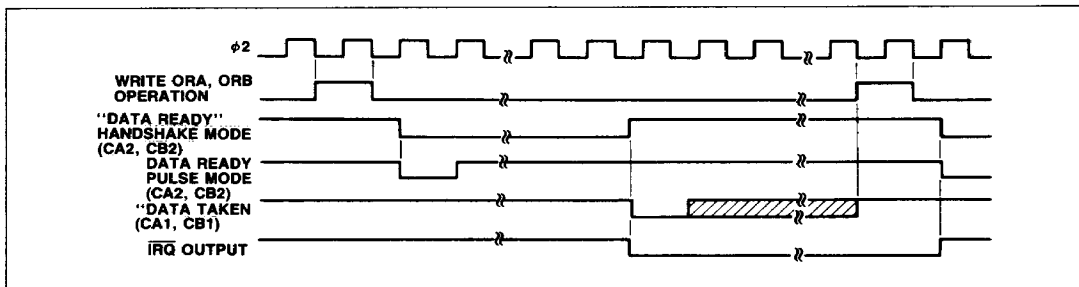 φ2
WRITE ORA, ORB
OPERATION
"DATA READY"
HANDSHAKE MODE
(CA2, CB2)
DATA READY
PULSE MODE
(CA2, CB2)
"DATA TAKEN
(CA1, CB1)
IRQ OUTPUT